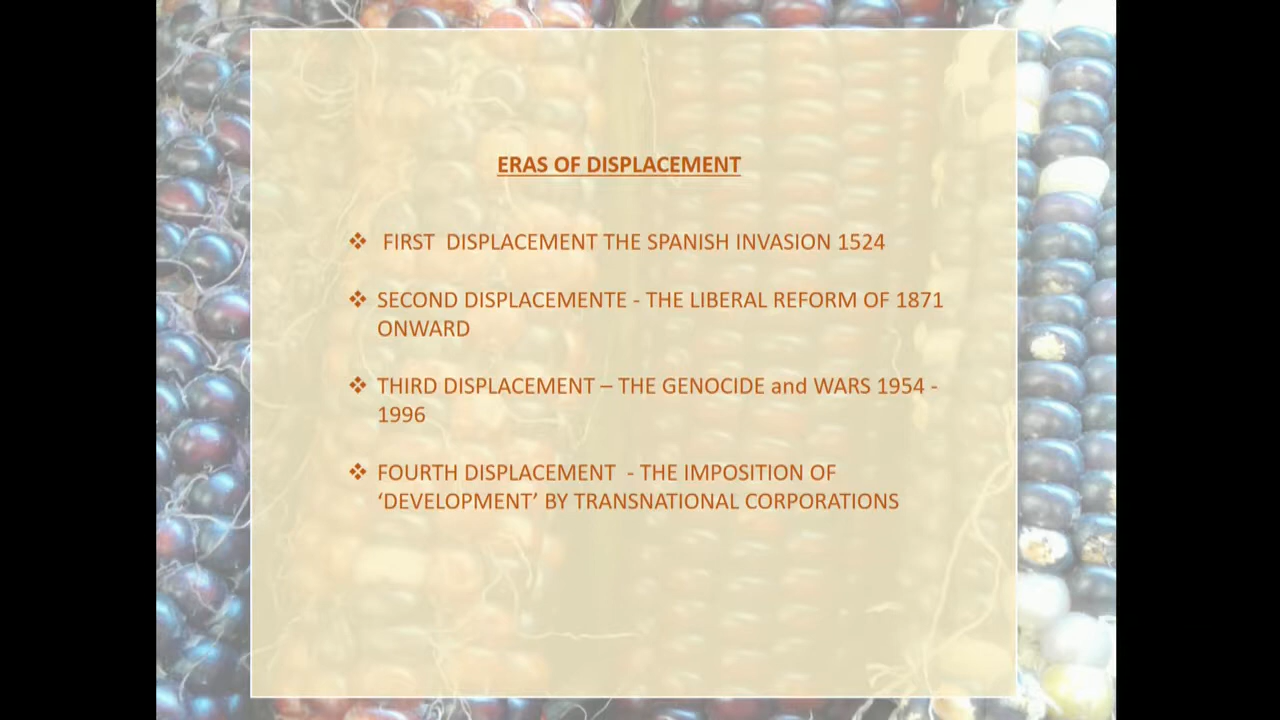 ERAS OF DISPLACEMENT
❖ FIRST DISPLACEMENT THE SPANISH INVASION 1524
❖ SECOND DISPLACEMENTE - THE LIBERAL REFORM OF 1871
ONWARD
❖ THIRD DISPLACEMENT – THE GENOCIDE and WARS 1954 -
1996
❖ FOURTH DISPLACEMENT - THE IMPOSITION OF
‘DEVELOPMENT’ BY TRANSNATIONAL CORPORATIONS